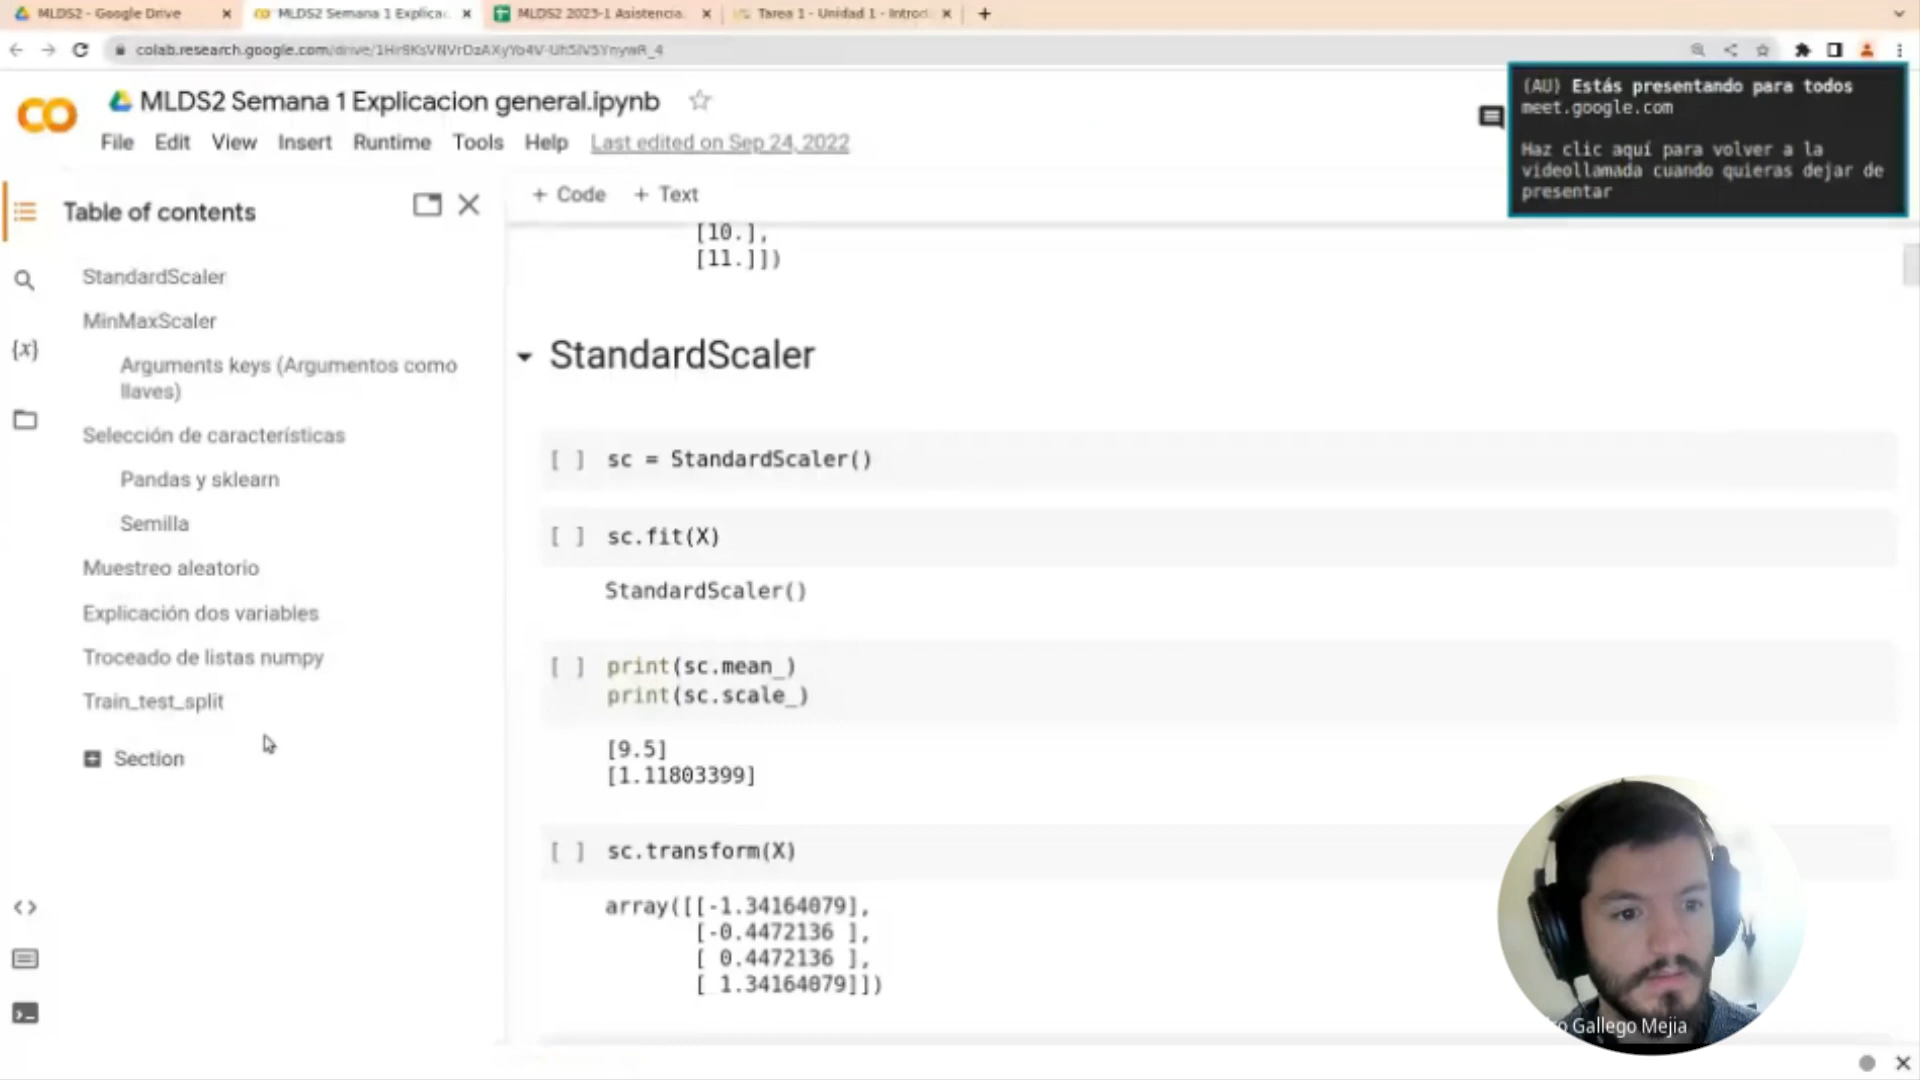 MLDS2 - Google Drive
MLDS2 Semana 1 Explicac
MLDS2 2023-1 Asistencia
Tarea 1 - Unidad 1 - Introd
(AU) Estás presentando para todos
meet.google.com
Haz clic aquí para volver a la
videollamada cuando quieras dejar de
presentar
CO
MLDS2 Semana 1 Explicacion general.ipynb
File Edit View Insert Runtime Tools Help Last edited on Sep 24, 2022
Table of contents
StandardScaler
MinMaxScaler
Arguments keys (Argumentos como
llaves)
Selección de características
Pandas y sklearn
Semilla
Muestreo aleatorio
Explicación dos variables
Troceado de listas numpy
Train_test_split
Section
{x}
+ Code + Text
[10.],
[11.]])
StandardScaler
[ ] sc = StandardScaler()
[ ] sc.fit(X)
StandardScaler()
[ ] print(sc.mean_)
print(sc.scale_)
[9.5]
[1.11803399]
[ ] sc.transform(X)
array([[-1.34164079],
[-0.4472136 ],
[ 0.4472136 ],
[ 1.34164079]])
Gallego Mejia